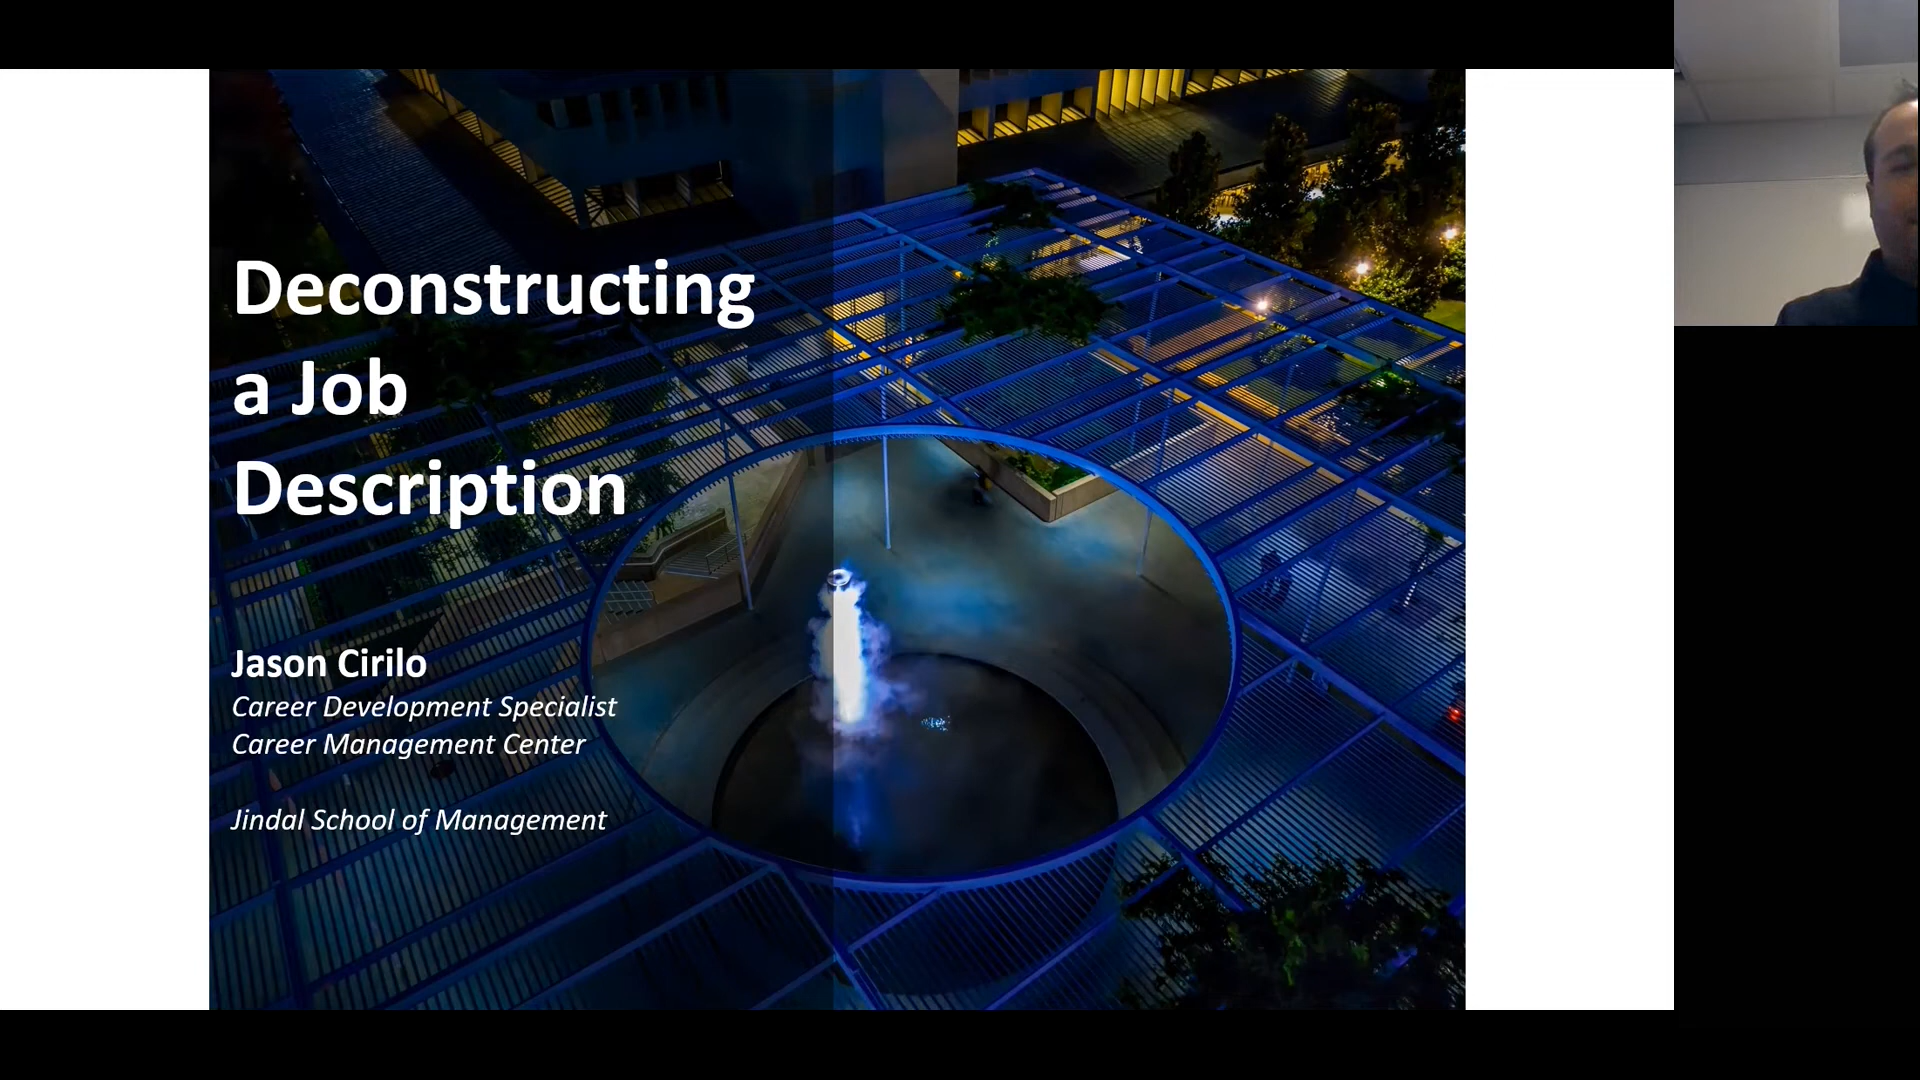 Deconstructing
a Job
Description
Jason Cirilo
Career Development Specialist
Career Management Center
Jindal School of Management